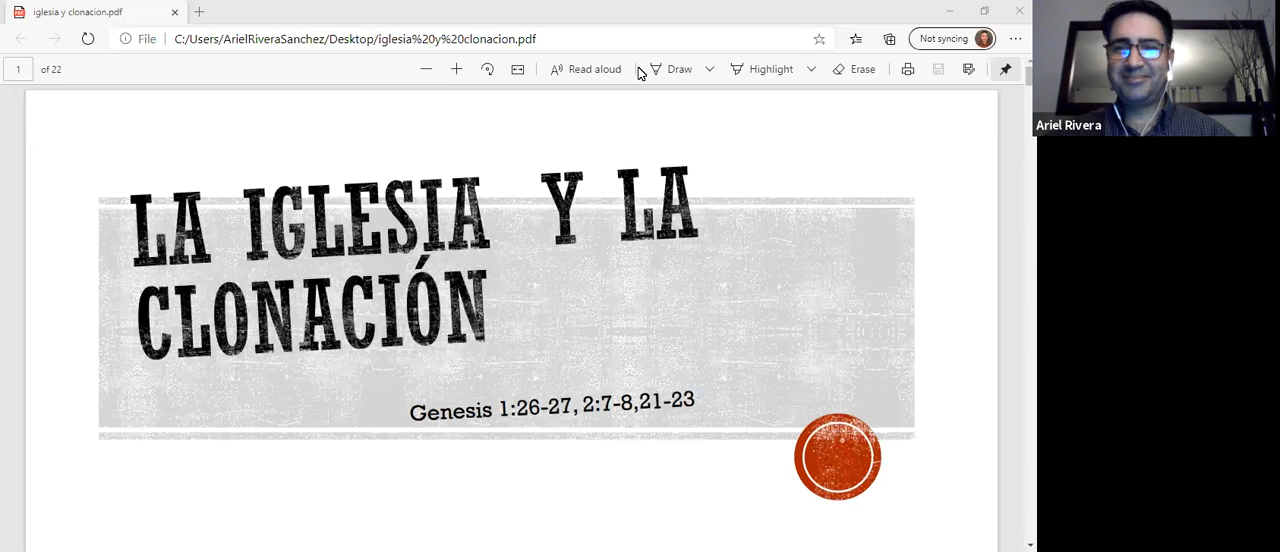 iglesia y clonacion.pdf
File C:/Users/ArielRiveraSanchez/Desktop/iglesia%20y%20clonacion.pdf Not syncing
1 of 22 Read aloud Draw Highlight Erase
Ariel Rivera
LA IGLESIA Y LA
CLONACIÓN
Genesis 1:26-27, 2:7-8,21-23